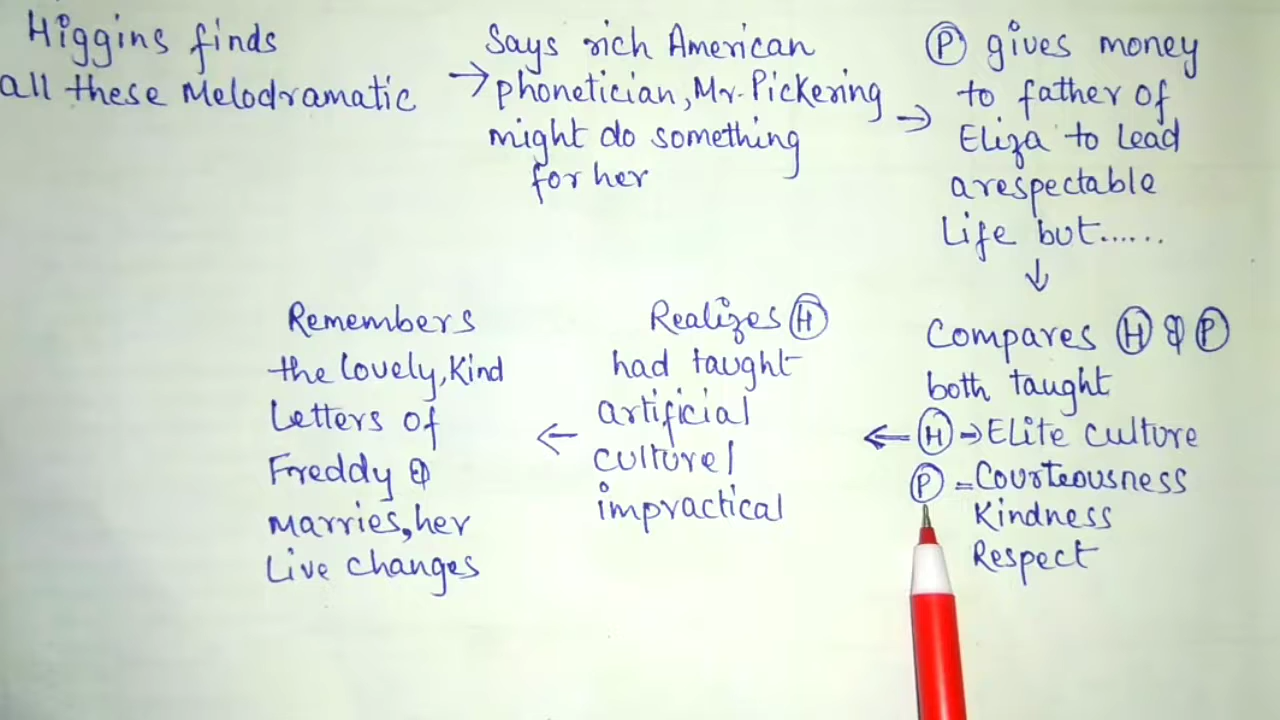 Higgins finds
all these Melodramatic
→ Says rich American
phonetician, Mr. Pickering
might do something
for her
→ Ⓟ gives money
to father of
Eliza to lead
a respectable
Life but......
↓
Compares Ⓗ & Ⓟ
both taught
Ⓗ → Elite culture
Ⓟ = Courteousness
Kindness
Respect
← Realizes Ⓗ
had taught
artificial
culture/
impractical
← Remembers
the lovely, Kind
Letters of
Freddy &
marries, her
Live changes